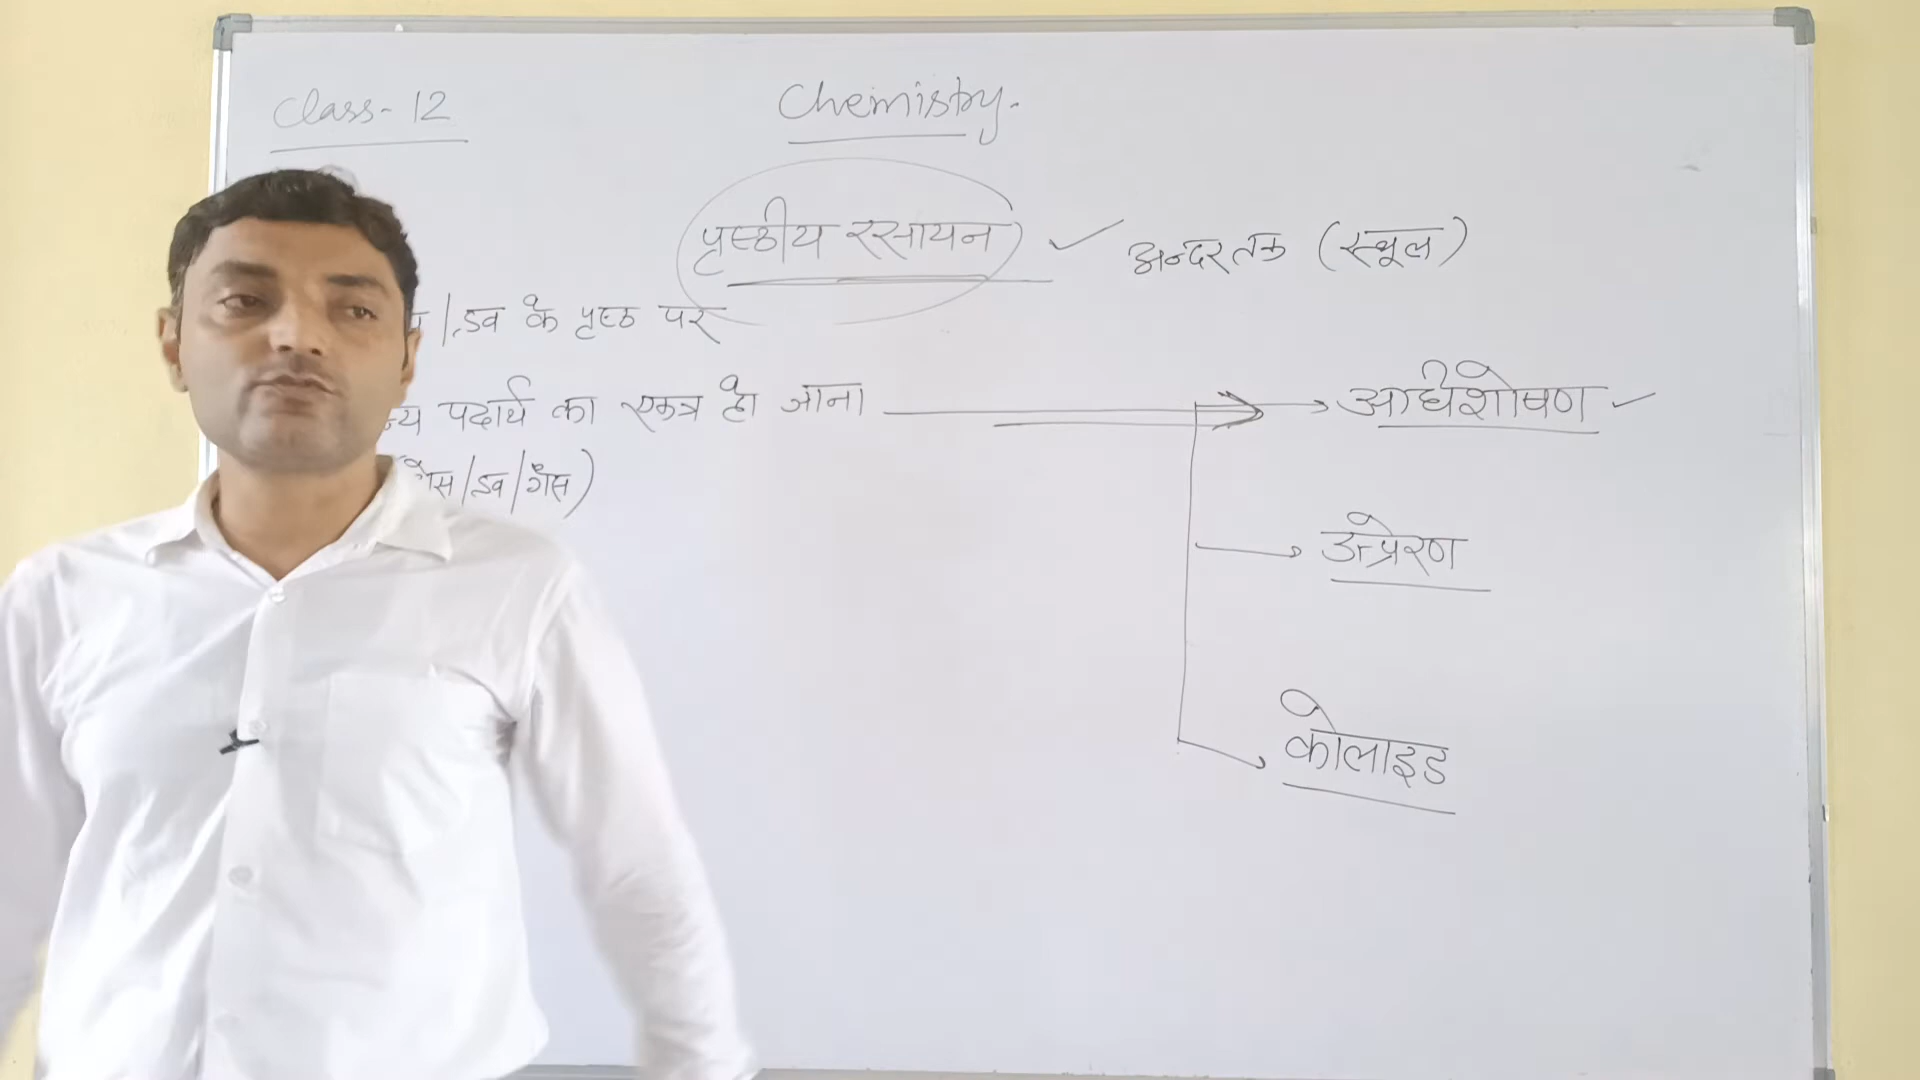 Class-12
Chemistry.
पृष्ठीय रसायन
अन्दर तक (स्थूल)
/द्रव के पृष्ठ पर
पदार्थ का एकत्र हो जाना
अधिशोषण
/द्रव/गैस)
उत्प्रेरण
कोलाइड